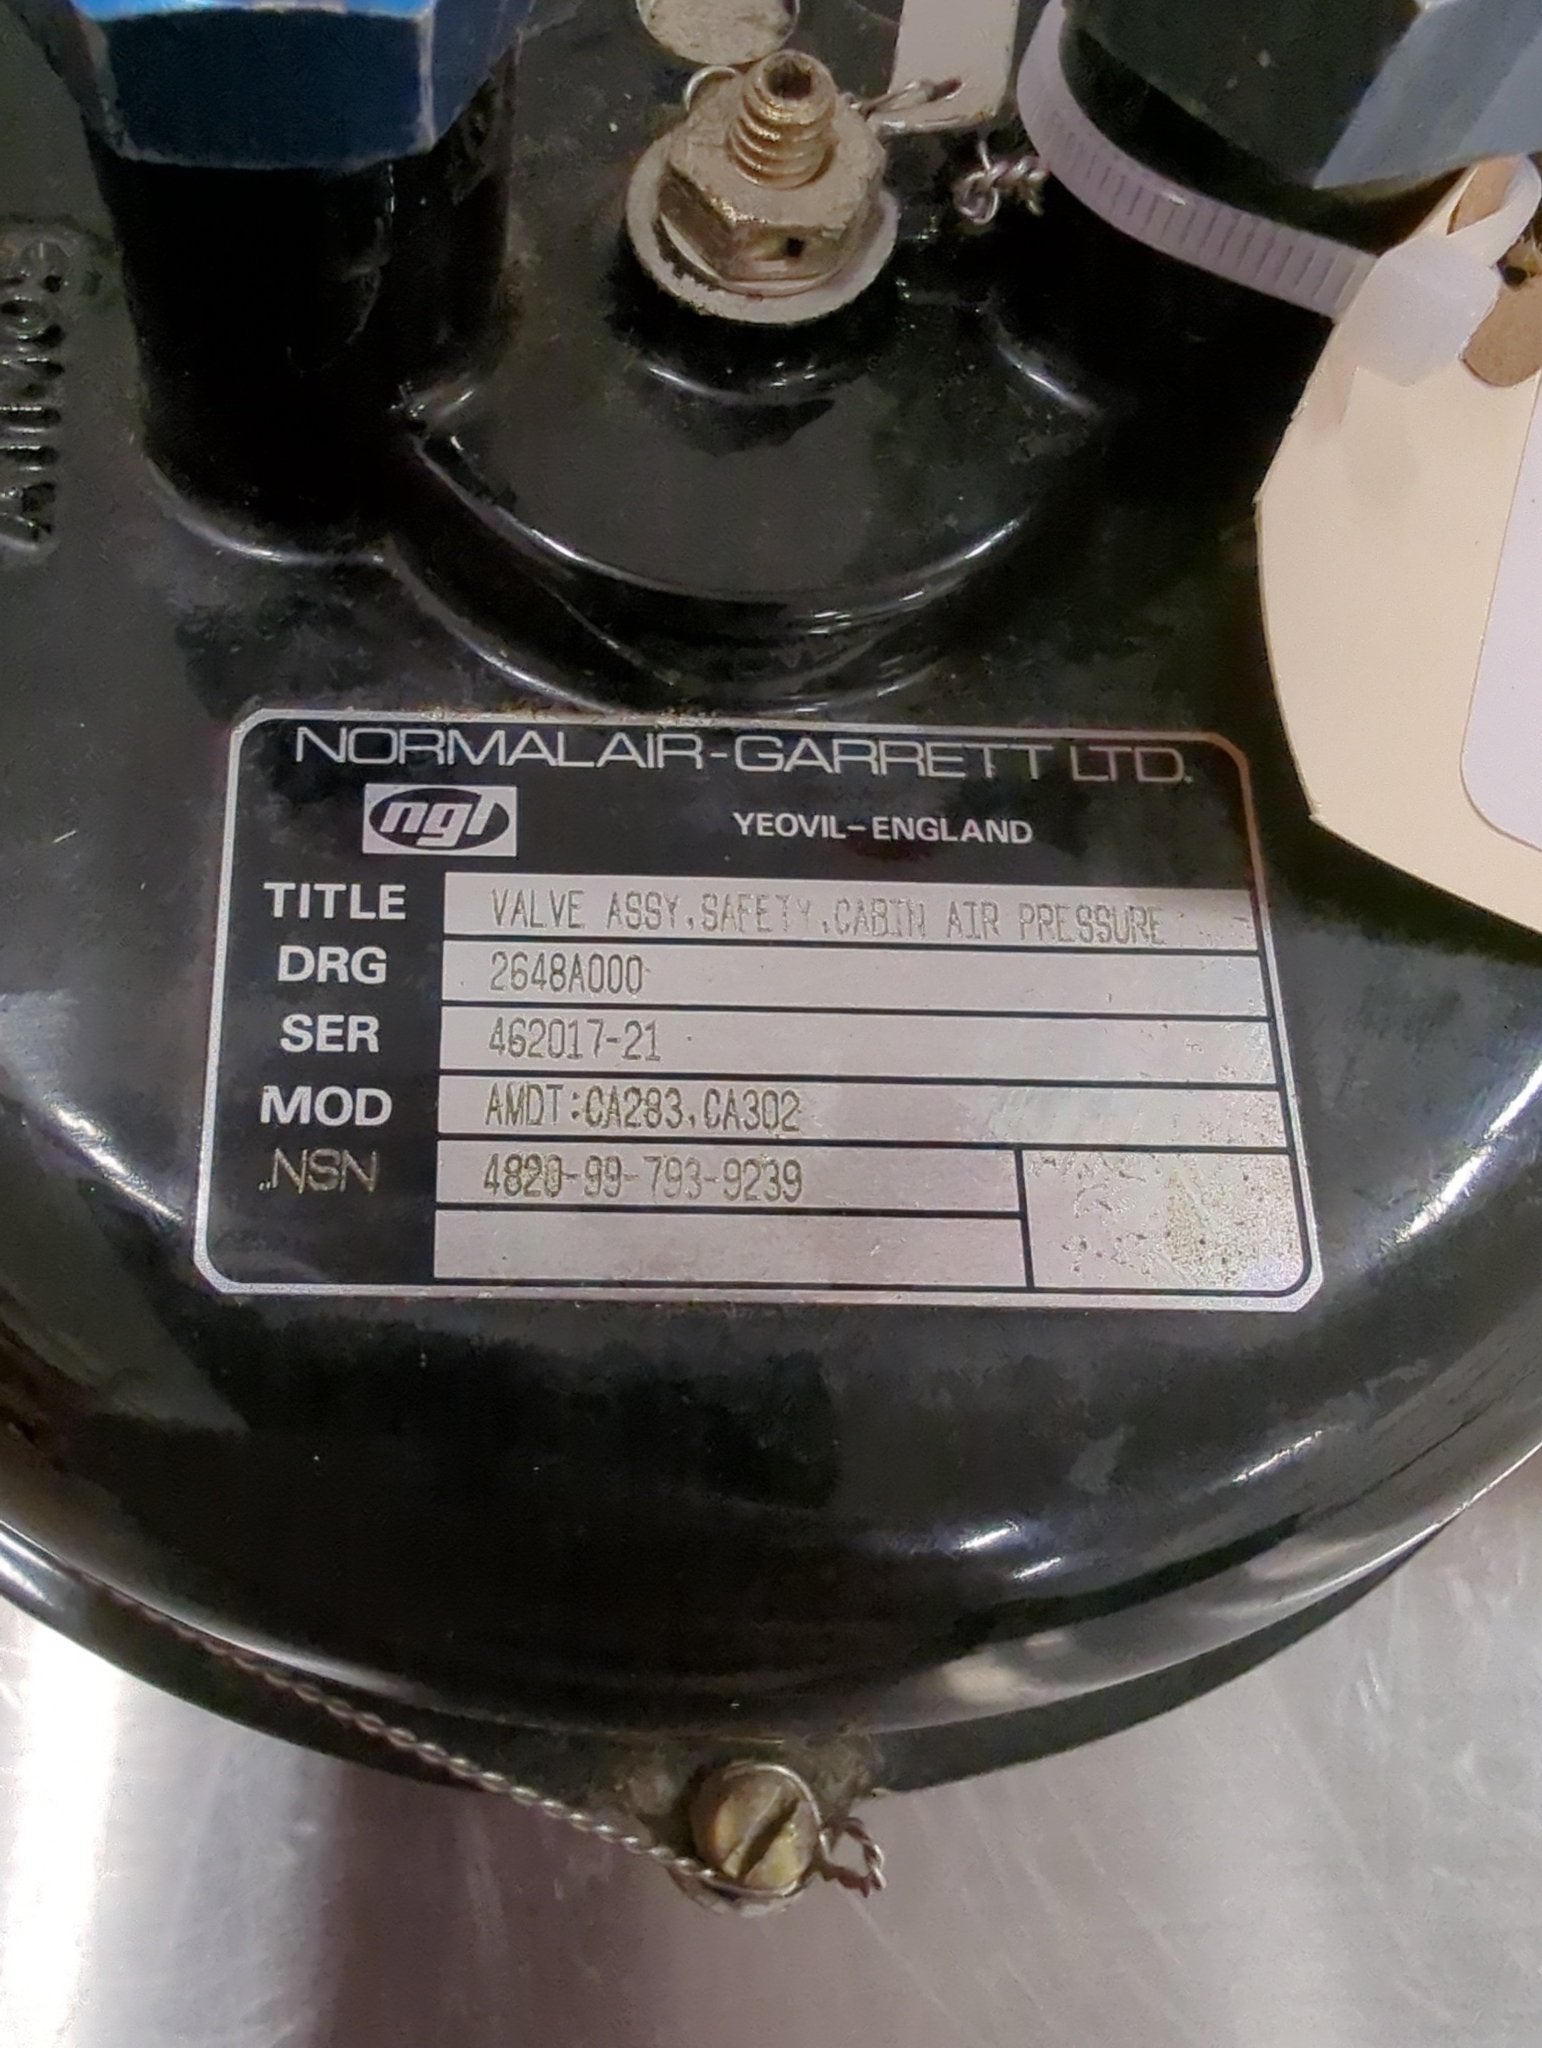 ATMOS
NORMALAIR-GARRETT LTD.
ngl
YEOVIL-ENGLAND
TITLE VALVE ASSY,SAFETY,CABIN AIR PRESSURE
DRG 2648A000
SER 462017-21
MOD AMDT:CA283,CA302
NSN 4820-99-793-9239